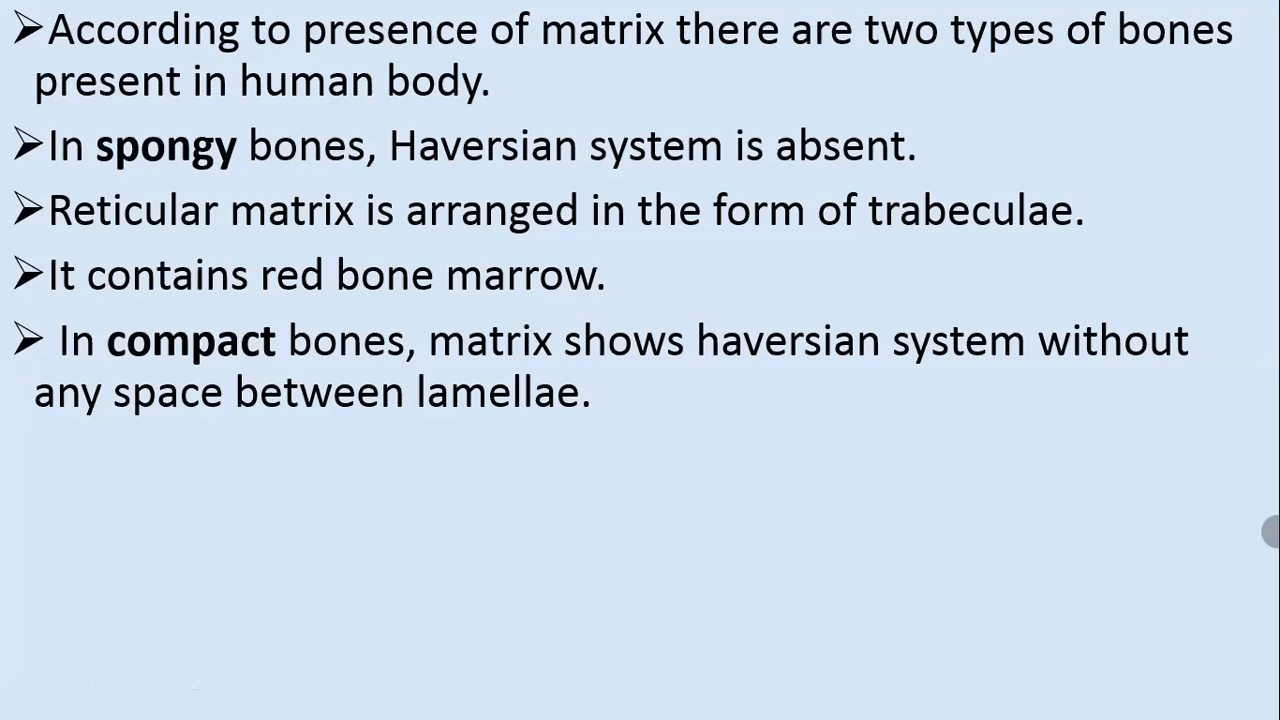 ➢According to presence of matrix there are two types of bones
present in human body.
➢In spongy bones, Haversian system is absent.
➢Reticular matrix is arranged in the form of trabeculae.
➢It contains red bone marrow.
➢ In compact bones, matrix shows haversian system without
any space between lamellae.